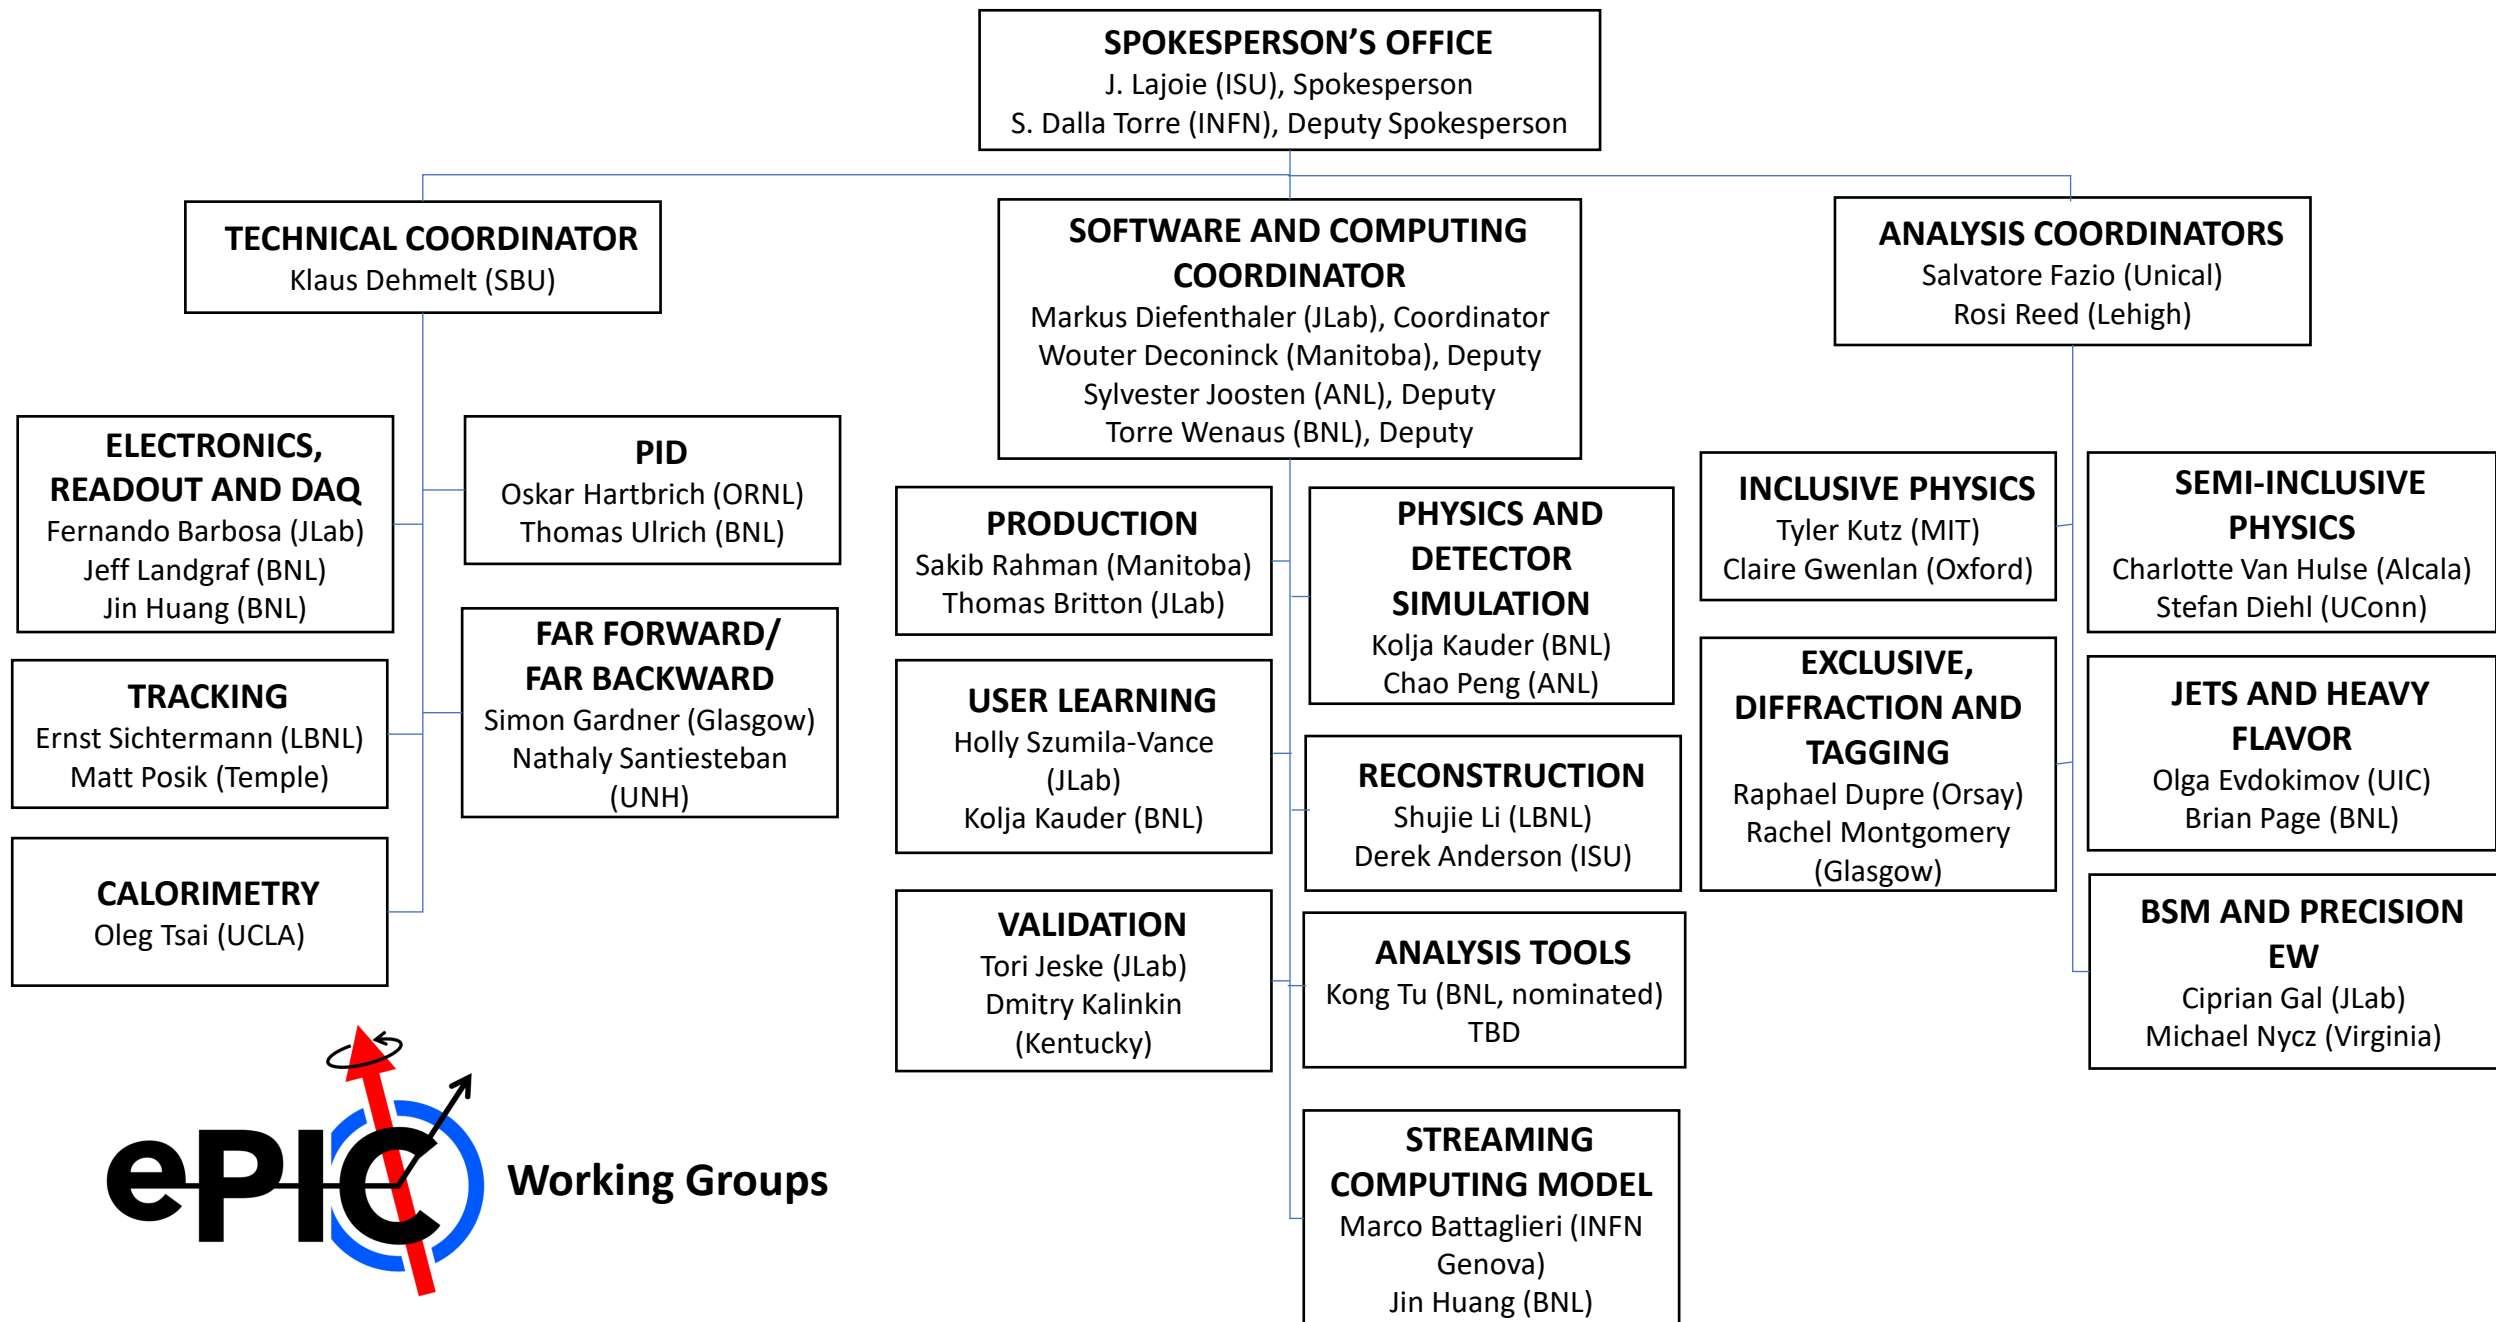 SPOKESPERSON’S OFFICE
J. Lajoie (ISU), Spokesperson
S. Dalla Torre (INFN), Deputy Spokesperson
TECHNICAL COORDINATOR
Klaus Dehmelt (SBU)
ELECTRONICS,
READOUT AND DAQ
Fernando Barbosa (JLab)
Jeff Landgraf (BNL)
Jin Huang (BNL)
PID
Oskar Hartbrich (ORNL)
Thomas Ulrich (BNL)
TRACKING
Ernst Sichtermann (LBNL)
Matt Posik (Temple)
FAR FORWARD/
FAR BACKWARD
Simon Gardner (Glasgow)
Nathaly Santiesteban
(UNH)
CALORIMETRY
Oleg Tsai (UCLA)
SOFTWARE AND COMPUTING
COORDINATOR
Markus Diefenthaler (JLab), Coordinator
Wouter Deconinck (Manitoba), Deputy
Sylvester Joosten (ANL), Deputy
Torre Wenaus (BNL), Deputy
PRODUCTION
Sakib Rahman (Manitoba)
Thomas Britton (JLab)
PHYSICS AND
DETECTOR
SIMULATION
Kolja Kauder (BNL)
Chao Peng (ANL)
USER LEARNING
Holly Szumila-Vance
(JLab)
Kolja Kauder (BNL)
RECONSTRUCTION
Shujie Li (LBNL)
Derek Anderson (ISU)
VALIDATION
Tori Jeske (JLab)
Dmitry Kalinkin
(Kentucky)
ANALYSIS TOOLS
Kong Tu (BNL, nominated)
TBD
STREAMING
COMPUTING MODEL
Marco Battaglieri (INFN
Genova)
Jin Huang (BNL)
ANALYSIS COORDINATORS
Salvatore Fazio (Unical)
Rosi Reed (Lehigh)
INCLUSIVE PHYSICS
Tyler Kutz (MIT)
Claire Gwenlan (Oxford)
SEMI-INCLUSIVE
PHYSICS
Charlotte Van Hulse (Alcala)
Stefan Diehl (UConn)
EXCLUSIVE,
DIFFRACTION AND
TAGGING
Raphael Dupre (Orsay)
Rachel Montgomery
(Glasgow)
JETS AND HEAVY
FLAVOR
Olga Evdokimov (UIC)
Brian Page (BNL)
BSM AND PRECISION
EW
Ciprian Gal (JLab)
Michael Nycz (Virginia)
ePIC
Working Groups